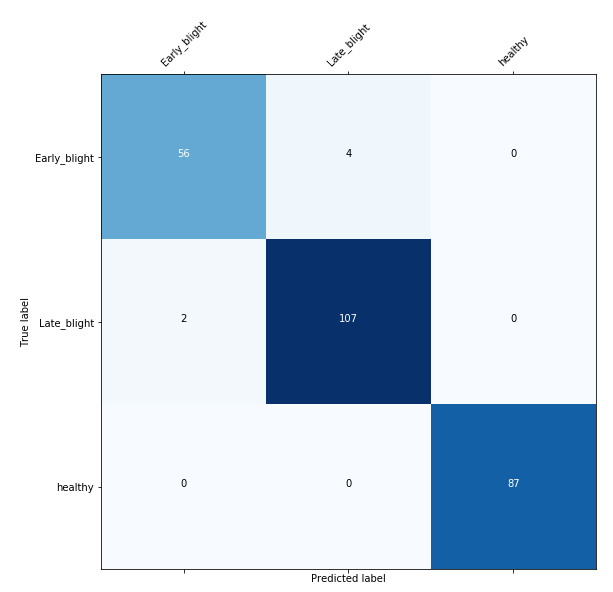 Early_blight Late_blight healthy
Early_blight 56 4 0
True label
Late_blight 2 107 0
healthy 0 0 87
Predicted label